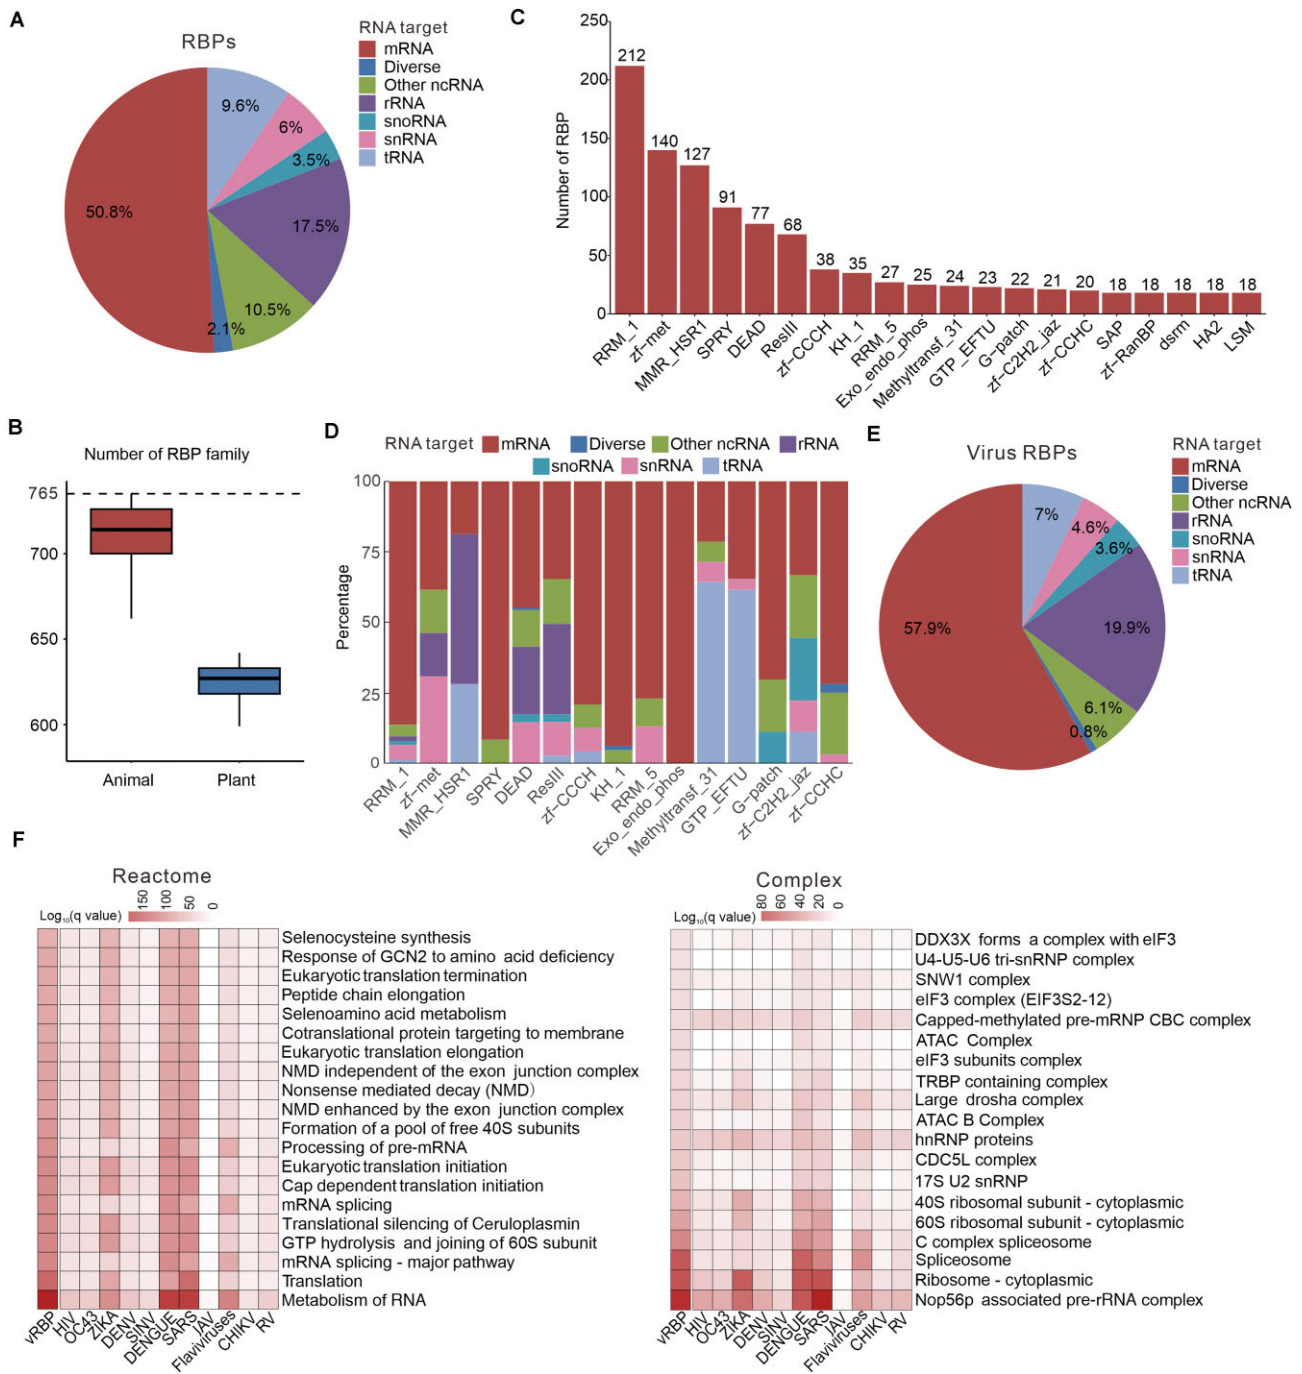 A
RBPs
RNA target
mRNA
Diverse
Other ncRNA
rRNA
snoRNA
snRNA
tRNA
9.6%
6%
3.5%
17.5%
10.5%
2.1%
50.8%
C
Number of RBP
250
200
150
100
50
0
212
140
127
91
77
68
38
35
27
25
24
23
22
21
20
18
18
18
18
18
RRM_1
zf-met
MMR_HSR1
SPRY
DEAD
ResIII
zf-CCCH
KH_1
RRM_5
Exo_endo_phos
Methyltransf_31
GTP_EFTU
G-patch
zf-C2H2_jaz
zf-CCHC
SAP
zf-RanBP
dsrm
HA2
LSM
B
Number of RBP family
765
700
650
600
Animal
Plant
D
RNA target
mRNA
Diverse
Other ncRNA
rRNA
snoRNA
snRNA
tRNA
Percentage
100
75
50
25
0
RRM_1
zf-met
MMR_HSR1
SPRY
DEAD
ResIII
zf-CCCH
KH_1
RRM_5
Exo_endo_phos
Methyltransf_31
GTP_EFTU
G-patch
zf-C2H2_jaz
zf-CCHC
E
Virus RBPs
RNA target
mRNA
Diverse
Other ncRNA
rRNA
snoRNA
snRNA
tRNA
7%
4.6%
3.6%
19.9%
6.1%
0.8%
57.9%
F
Reactome
Log₁₀(q value)
150
100
50
0
Selenocysteine synthesis
Response of GCN2 to amino acid deficiency
Eukaryotic translation termination
Peptide chain elongation
Selenoamino acid metabolism
Cotranslational protein targeting to membrane
Eukaryotic translation elongation
NMD independent of the exon junction complex
Nonsense mediated decay (NMD)
NMD enhanced by the exon junction complex
Formation of a pool of free 40S subunits
Processing of pre-mRNA
Eukaryotic translation initiation
Cap dependent translation initiation
mRNA splicing
Translational silencing of Ceruloplasmin
GTP hydrolysis and joining of 60S subunit
mRNA splicing - major pathway
Translation
Metabolism of RNA
vRBP
HIV
OC43
ZIKA
DENV
SINV
DENGUE
SARS
IAV
Flaviviruses
CHIKV
RV
Complex
Log₁₀(q value)
80
60
40
20
0
DDX3X forms a complex with eIF3
U4-U5-U6 tri-snRNP complex
SNW1 complex
eIF3 complex (EIF3S2-12)
Capped-methylated pre-mRNP CBC complex
ATAC Complex
eIF3 subunits complex
TRBP containing complex
Large drosha complex
ATAC B Complex
hnRNP proteins
CDC5L complex
17S U2 snRNP
40S ribosomal subunit - cytoplasmic
60S ribosomal subunit - cytoplasmic
C complex spliceosome
Spliceosome
Ribosome - cytoplasmic
Nop56p associated pre-rRNA complex
vRBP
HIV
OC43
ZIKA
DENV
SINV
DENGUE
SARS
IAV
Flaviviruses
CHIKV
RV